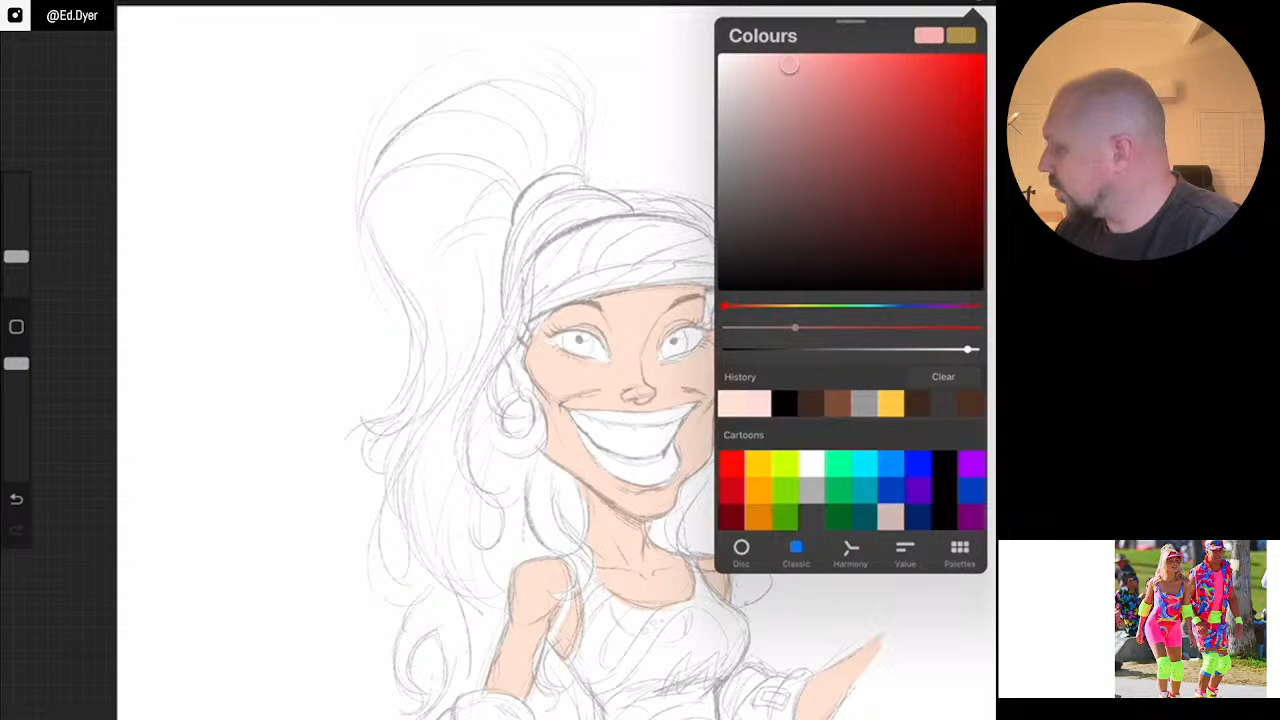 @Ed.Dyer
Colours
History
Clear
Cartoons
Disc
Classic
Harmony
Value
Palettes